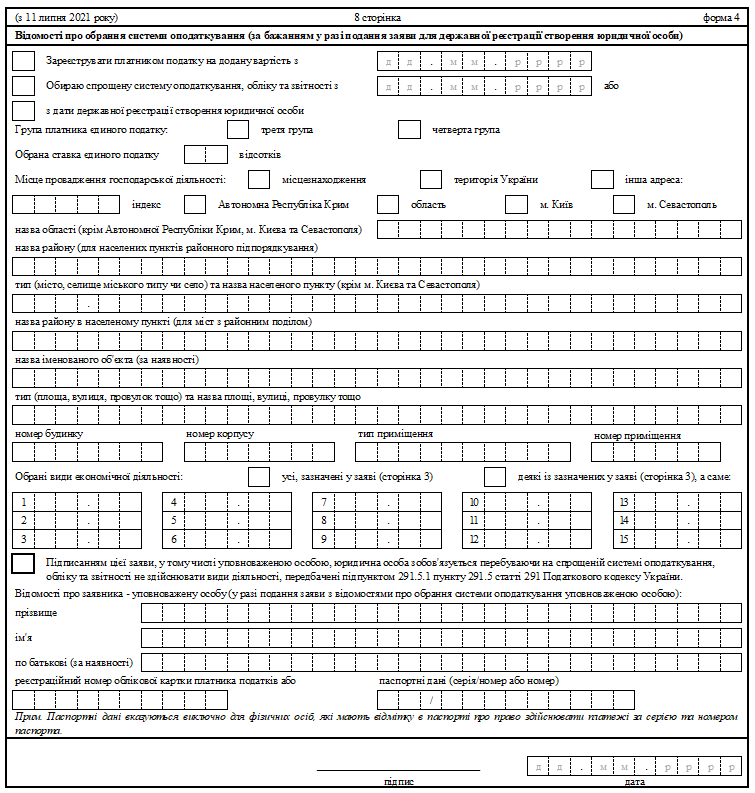 (з 11 липня 2021 року) 8 сторінка форма 4
Відомості про обрання системи оподаткування (за бажанням у разі подання заяви для державної реєстрації створення юридичної особи)
Зареєструвати платником податку на додану вартість з д д . м м . р р р р
Обираю спрощену систему оподаткування, обліку та звітності з д д . м м . р р р р або
з дати державної реєстрації створення юридичної особи
Група платника єдиного податку: третя група четверта група
Обрана ставка єдиного податку відсотків
Місце провадження господарської діяльності: місцезнаходження територія України інша адреса:
індекс Автономна Республіка Крим область м. Київ м. Севастополь
назва області (крім Автономної Республіки Крим, м. Києва та Севастополя)
назва району (для населених пунктів районного підпорядкування)
тип (місто, селище міського типу чи село) та назва населеного пункту (крім м. Києва та Севастополя)
.
назва району в населеному пункті (для міст з районним поділом)
назва іменованого об'єкта (за наявності)
тип (площа, вулиця, провулок тощо) та назва площі, вулиці, провулку тощо
номер будинку номер корпусу тип приміщення номер приміщення
Обрані види економічної діяльності: усі, зазначені у заяві (сторінка 3) деякі із зазначених у заяві (сторінка 3), а саме:
1 . 4 . 7 . 10 . 13 .
2 . 5 . 8 . 11 . 14 .
3 . 6 . 9 . 12 . 15 .
Підписанням цієї заяви, у тому числі уповноваженою особою, юридична особа зобов'язується перебуваючи на спрощеній системі оподаткування,
обліку та звітності не здійснювати види діяльності, передбачені підпунктом 291.5.1 пункту 291.5 статті 291 Податкового кодексу України.
Відомості про заявника - уповноважену особу (у разі подання заяви з відомостями про обрання системи оподаткування уповноваженою особою):
прізвище
ім'я
по батькові (за наявності)
реєстраційний номер облікової картки платника податків або паспортні дані (серія/номер або номер)
/
Прим. Паспортні дані вказуються виключно для фізичних осіб, які мають відмітку в паспорті про право здійснювати платежі за серією та номером
паспорта.
д д . м м . р р р р
підпис дата